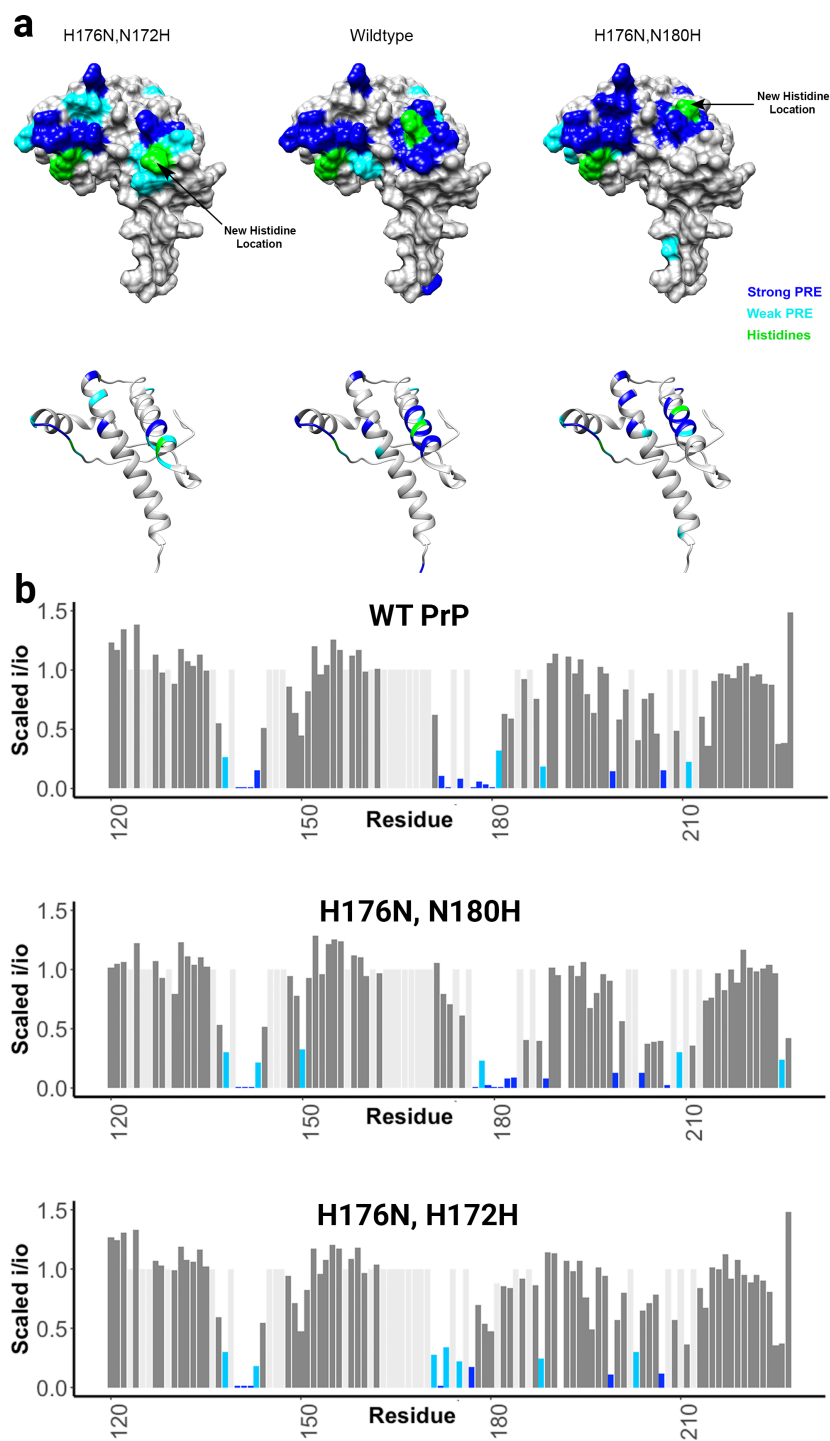 a
H176N,N172H
Wildtype
H176N,N180H
New Histidine
Location
New Histidine
Location
Strong PRE
Weak PRE
Histidines
b
WT PrP
Scaled i/io
1.5
1.0
0.5
0.0
120
150
180
210
Residue
H176N, N180H
Scaled i/io
1.5
1.0
0.5
0.0
120
150
180
210
Residue
H176N, H172H
Scaled i/io
1.5
1.0
0.5
0.0
120
150
180
210
Residue